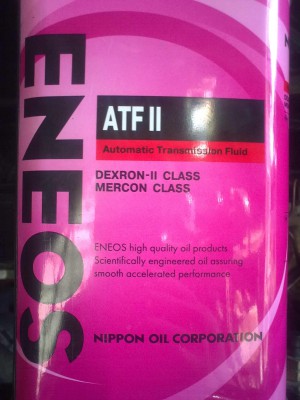 ENEOS
ATF II
Automatic Transmission Fluid
DEXRON-II CLASS
MERCON CLASS
ENEOS high quality oil products
Scientifically engineered oil assuring
smooth accelerated performance
NIPPON OIL CORPORATION